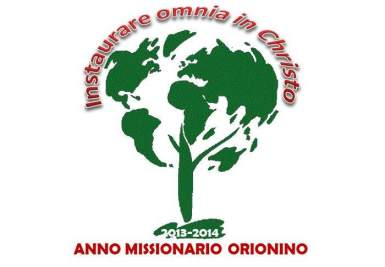 Instaurare omnia in Christo
2013-2014
ANNO MISSIONARIO ORIONINO